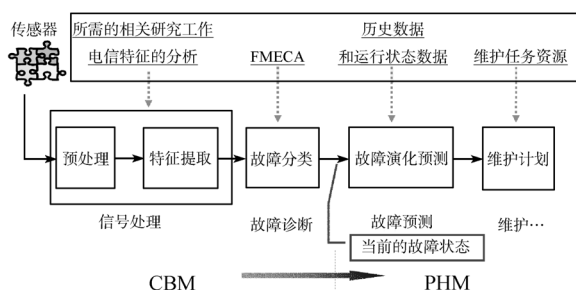 传感器
所需的相关研究工作
历史数据
电信特征的分析
FMECA
和运行状态数据
维护任务资源
预处理
特征提取
故障分类
故障演化预测
维护计划
信号处理
故障诊断
故障预测
维护…
当前的故障状态
CBM
PHM